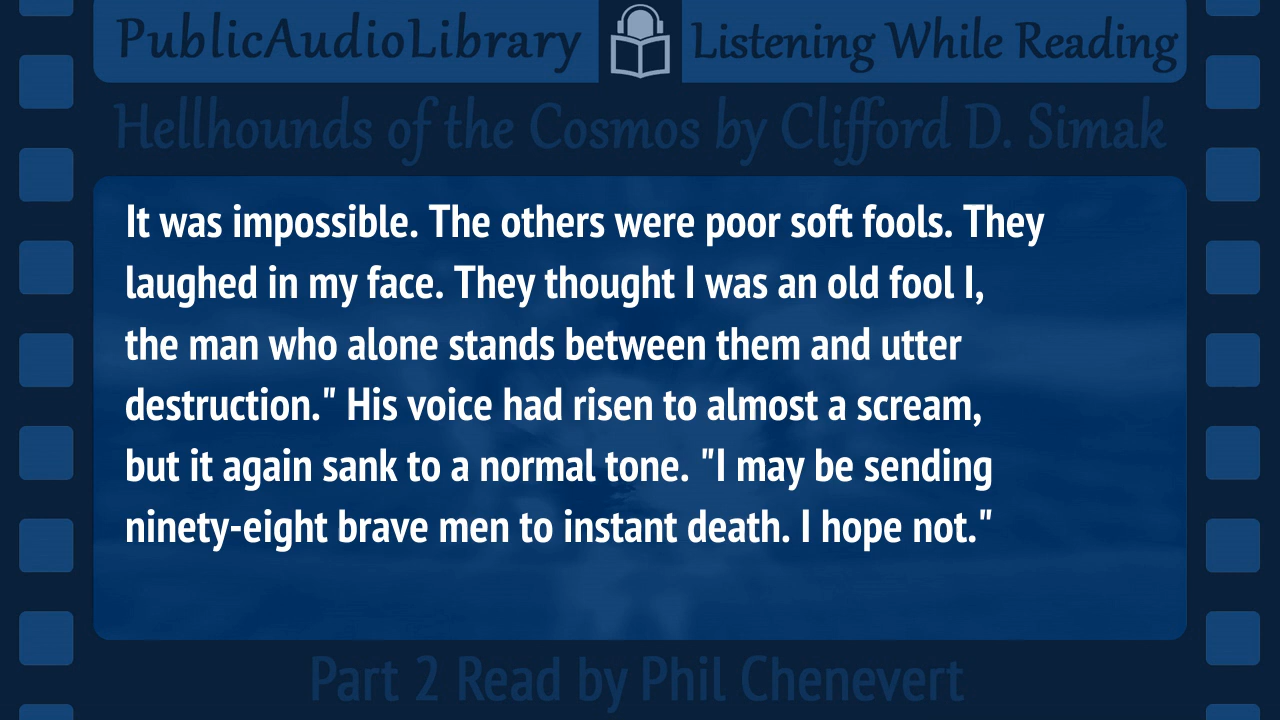 PublicAudioLibrary Listening While Reading
Hellhounds of the Cosmos by Clifford D. Simak
It was impossible. The others were poor soft fools. They
laughed in my face. They thought I was an old fool I,
the man who alone stands between them and utter
destruction." His voice had risen to almost a scream,
but it again sank to a normal tone. "I may be sending
ninety-eight brave men to instant death. I hope not."
Part 2 Read by Phil Chenevert